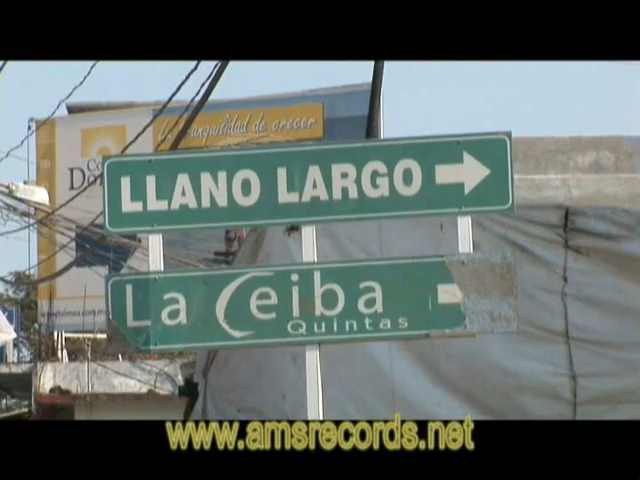 La tranquilidad de crecer
LLANO LARGO
La Ceiba
Quintas
www.amsrecords.net